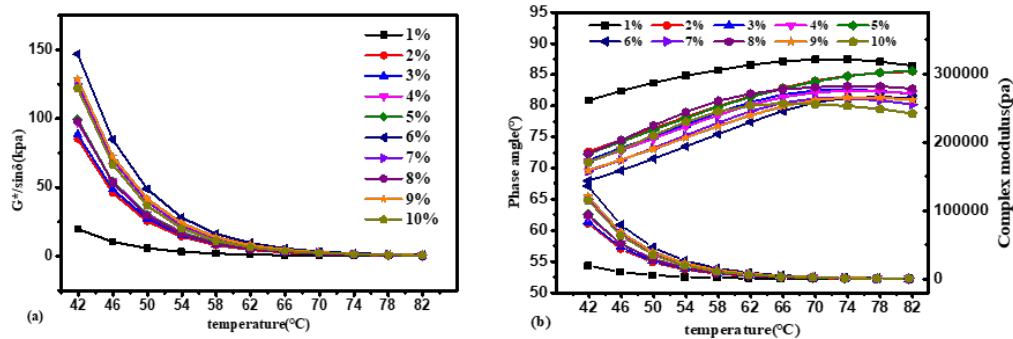 G*/sinδ(kpa)
150
100
50
0
42 46 50 54 58 62 66 70 74 78 82
temperature(°C)
(a)
1%
2%
3%
4%
5%
6%
7%
8%
9%
10%
Phase angle(°)
95
90
85
80
75
70
65
60
55
50
1% 2% 3% 4% 5%
6% 7% 8% 9% 10%
300000
200000
100000
0
Complex modulus(pa)
42 46 50 54 58 62 66 70 74 78 82
temperature(°C)
(b)